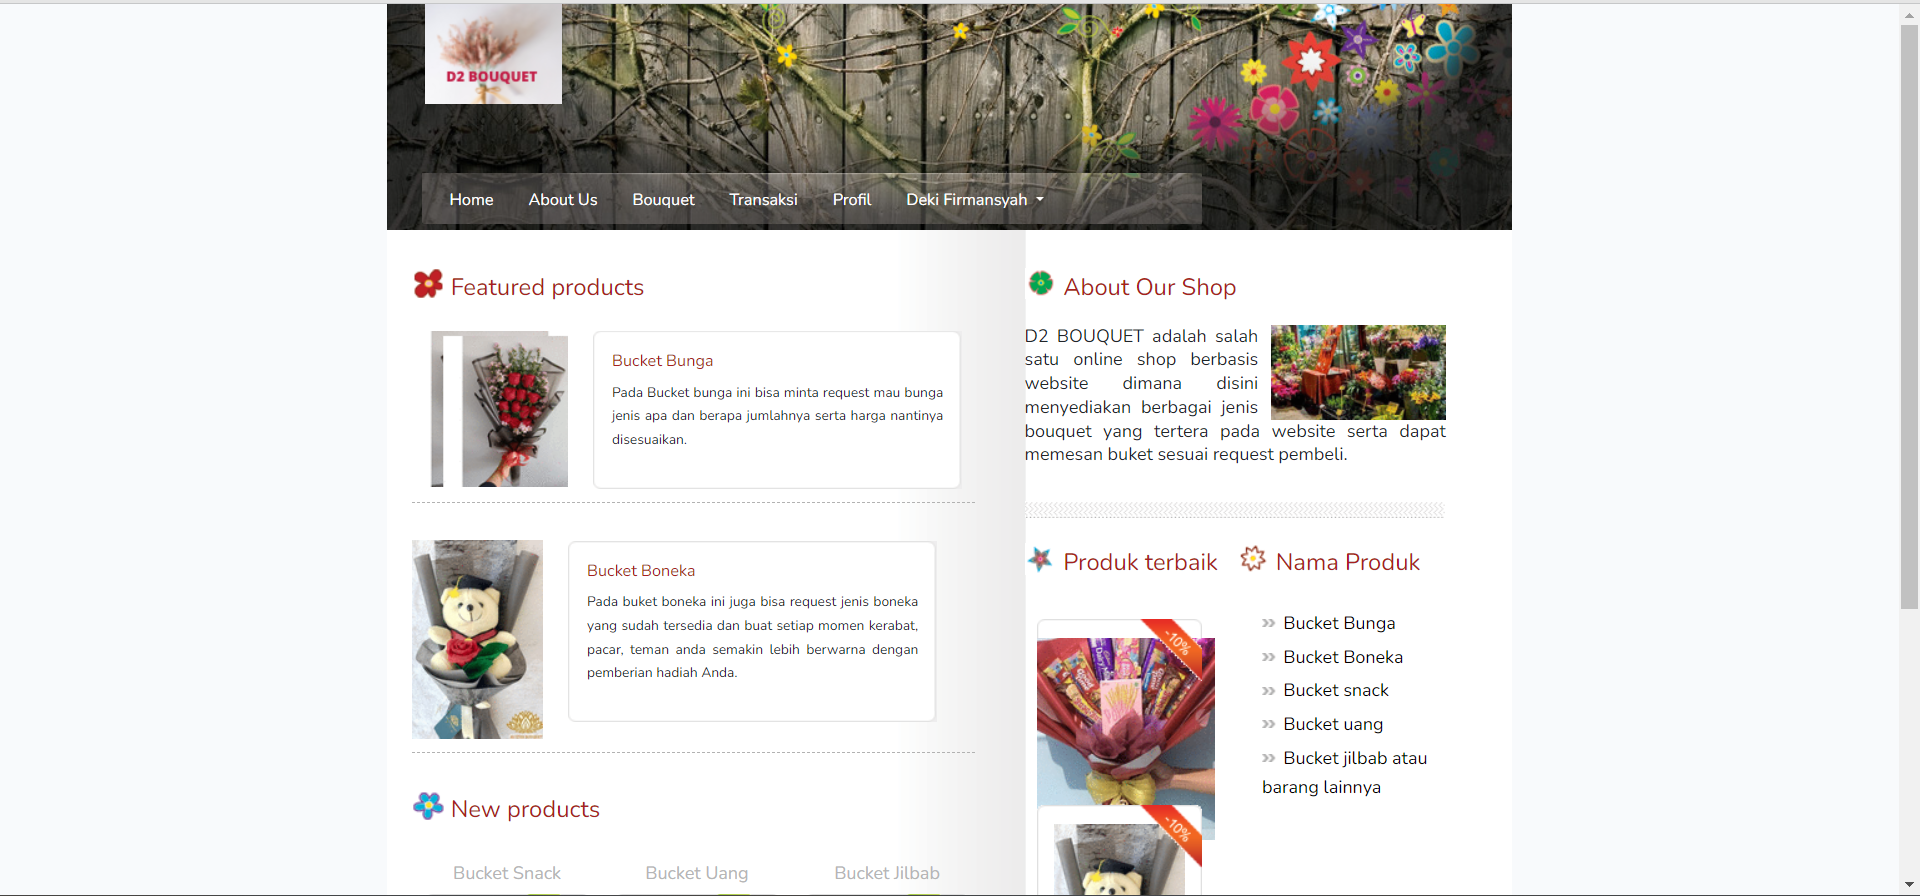 D2 BOUQUET
Home
About Us
Bouquet
Transaksi
Profil
Deki Firmansyah
Featured products
Bucket Bunga
Pada Bucket bunga ini bisa minta request mau bunga
jenis apa dan berapa jumlahnya serta harga nantinya
disesuaikan.
Bucket Boneka
Pada buket boneka ini juga bisa request jenis boneka
yang sudah tersedia dan buat setiap momen kerabat,
pacar, teman anda semakin lebih berwarna dengan
pemberian hadiah Anda.
New products
Bucket Snack
Bucket Uang
Bucket Jilbab
About Our Shop
D2 BOUQUET adalah salah
satu online shop berbasis
website dimana disini
menyediakan berbagai jenis
bouquet yang tertera pada website serta dapat
memesan buket sesuai request pembeli.
Produk terbaik
-10%
-10%
Nama Produk
Bucket Bunga
Bucket Boneka
Bucket snack
Bucket uang
Bucket jilbab atau
barang lainnya